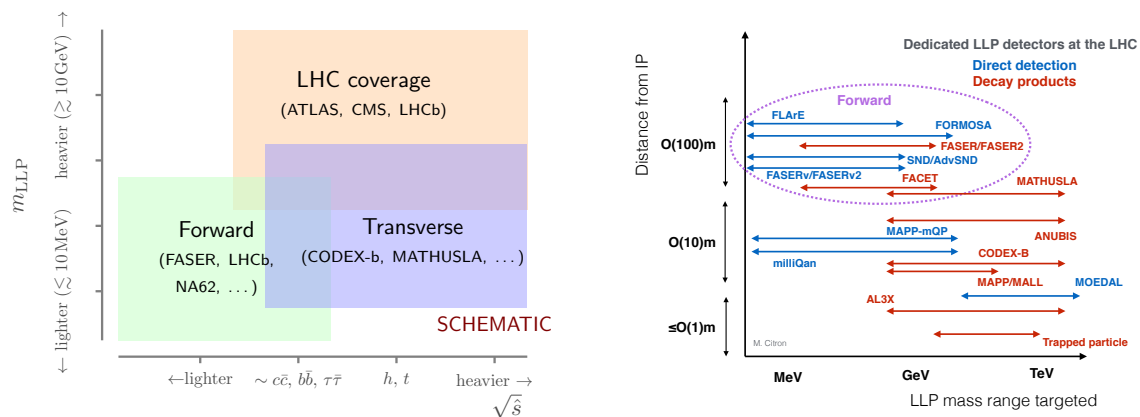 m_LLP
← lighter (≲ 10 MeV)
heavier (≳ 10 GeV) →
LHC coverage
(ATLAS, CMS, LHCb)
Forward
(FASER, LHCb,
NA62, …)
Transverse
(CODEX-b, MATHUSLA, …)
SCHEMATIC
←lighter
∼ cc̄, bb̄, ττ̄
h, t
heavier →
√ŝ
Distance from IP
Dedicated LLP detectors at the LHC
Direct detection
Decay products
Forward
FLArE
FORMOSA
O(100)m
FASER/FASER2
SND/AdvSND
FASERv/FASERv2
FACET
MATHUSLA
O(10)m
MAPP-mQP
ANUBIS
milliQan
CODEX-B
MAPP/MALL
MOEDAL
AL3X
≤O(1)m
M. Citron
Trapped particle
MeV
GeV
TeV
LLP mass range targeted